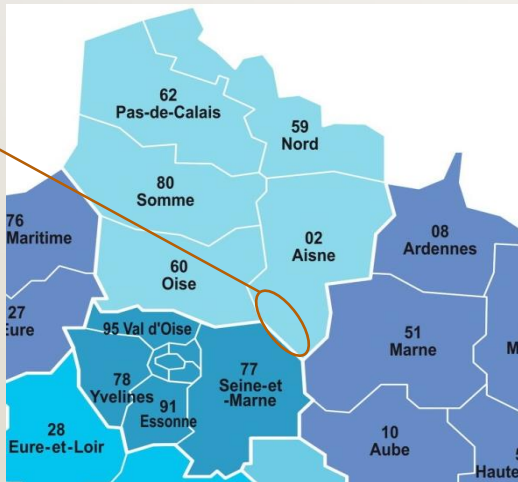 62
Pas-de-Calais
59
Nord
80
Somme
02
Aisne
08
Ardennes
76
Maritime
60
Oise
27
Eure
95 Val d'Oise
51
Marne
M
77
Seine-et
-Marne
78
Yvelines
91
Essonne
28
Eure-et-Loir
10
Aube
Haute